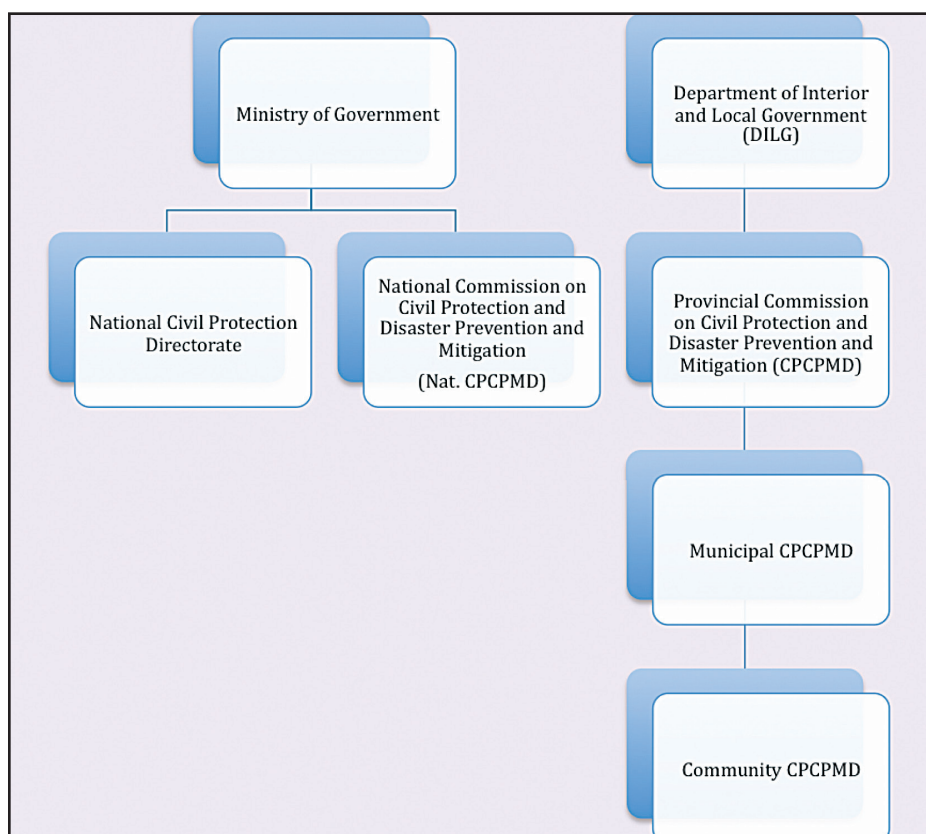 Ministry of Government
Department of Interior
and Local Government
(DILG)
National Civil Protection
Directorate
National Commission on
Civil Protection and
Disaster Prevention and
Mitigation
(Nat. CPCPMD)
Provincial Commission
on Civil Protection and
Disaster Prevention and
Mitigation (CPCPMD)
Municipal CPCPMD
Community CPCPMD